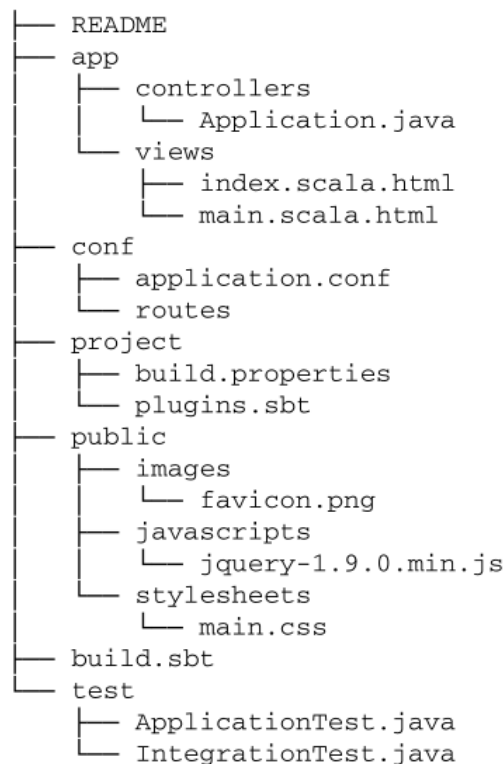 README
app
controllers
Application.java
views
index.scala.html
main.scala.html
conf
application.conf
routes
project
build.properties
plugins.sbt
public
images
favicon.png
javascripts
jquery-1.9.0.min.js
stylesheets
main.css
build.sbt
test
ApplicationTest.java
IntegrationTest.java